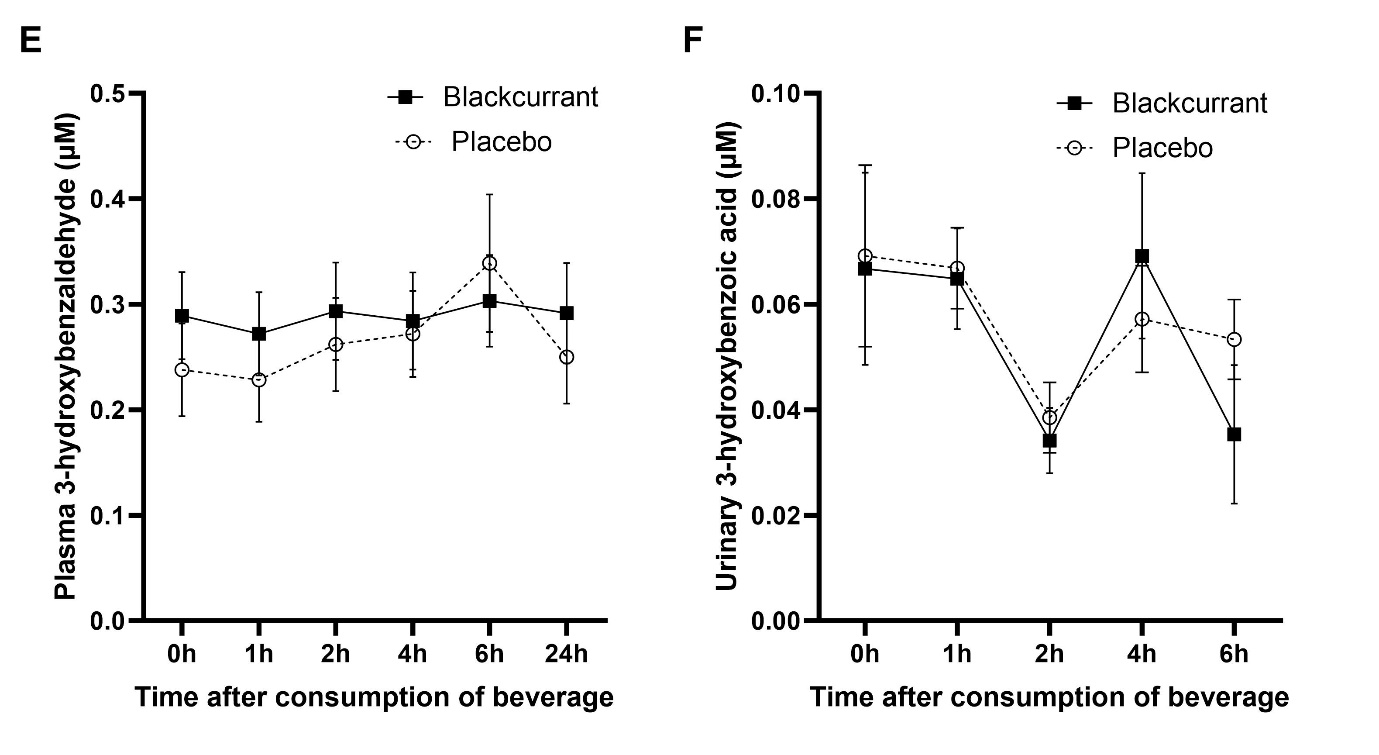 E
Plasma 3-hydroxybenzaldehyde (µM)
0.5
0.4
0.3
0.2
0.1
0.0
Blackcurrant
Placebo
0h 1h 2h 4h 6h 24h
Time after consumption of beverage
F
Urinary 3-hydroxybenzoic acid (µM)
0.10
0.08
0.06
0.04
0.02
0.00
Blackcurrant
Placebo
0h 1h 2h 4h 6h
Time after consumption of beverage